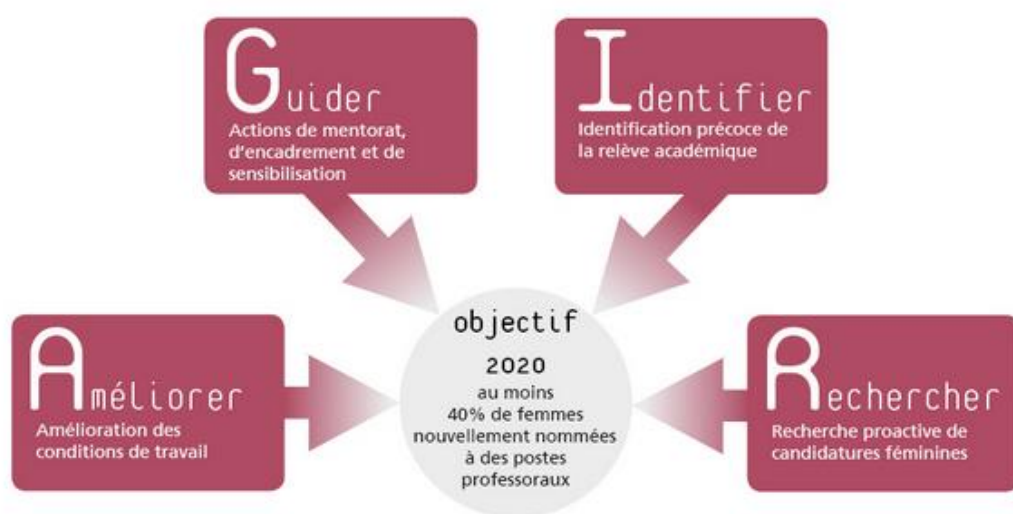 Guider
Actions de mentorat,
d'encadrement et de
sensibilisation
Identifier
Identification précoce de
la relève académique
Améliorer
Amélioration des
conditions de travail
objectif
2020
au moins
40% de femmes
nouvellement nommées
à des postes
professoraux
Rechercher
Recherche proactive de
candidatures féminines